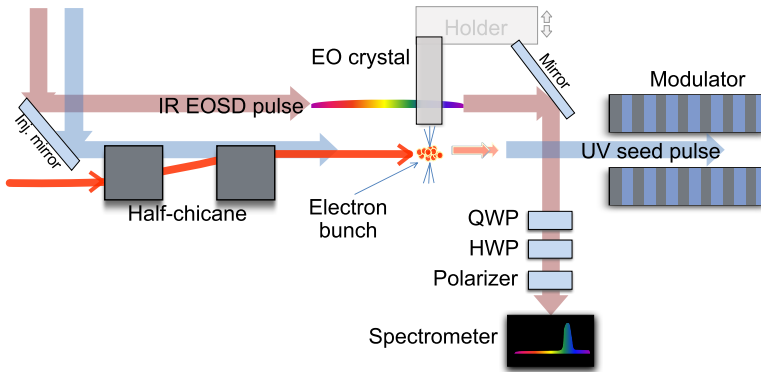 Holder
EO crystal
Mirror
Modulator
IR EOSD pulse
Inj. mirror
UV seed pulse
Half-chicane
Electron
bunch
QWP
HWP
Polarizer
Spectrometer